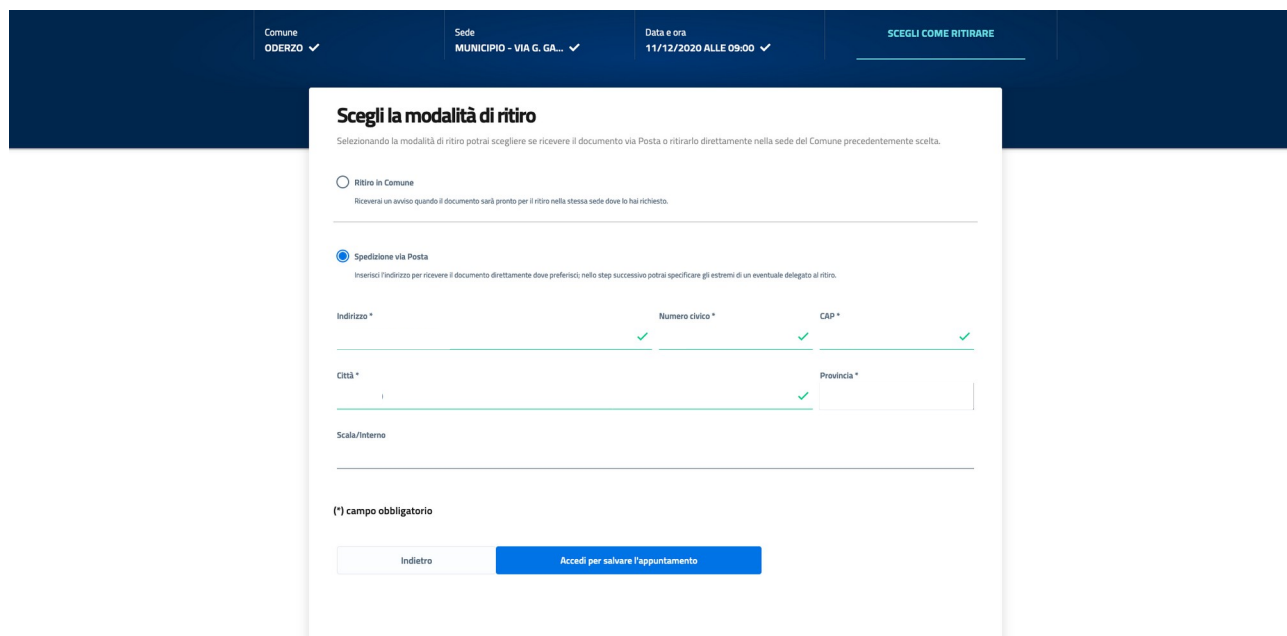 Comune
ODERZO
Sede
MUNICIPIO - VIA G. GA...
Data e ora
11/12/2020 ALLE 09:00
SCEGLI COME RITIRARE
Scegli la modalità di ritiro
Selezionando la modalità di ritiro potrai scegliere se ricevere il documento via Posta o ritirarlo direttamente nella sede del Comune precedentemente scelta.
Ritiro in Comune
Riceverai un avviso quando il documento sarà pronto per il ritiro nella stessa sede dove lo hai richiesto.
Spedizione via Posta
Inserisci l'indirizzo per ricevere il documento direttamente dove preferisci; nello step successivo potrai specificare gli estremi di un eventuale delegato al ritiro.
Indirizzo *
Numero civico *
CAP *
Città *
Provincia *
Scala/Interno
(*) campo obbligatorio
Indietro
Accedi per salvare l'appuntamento